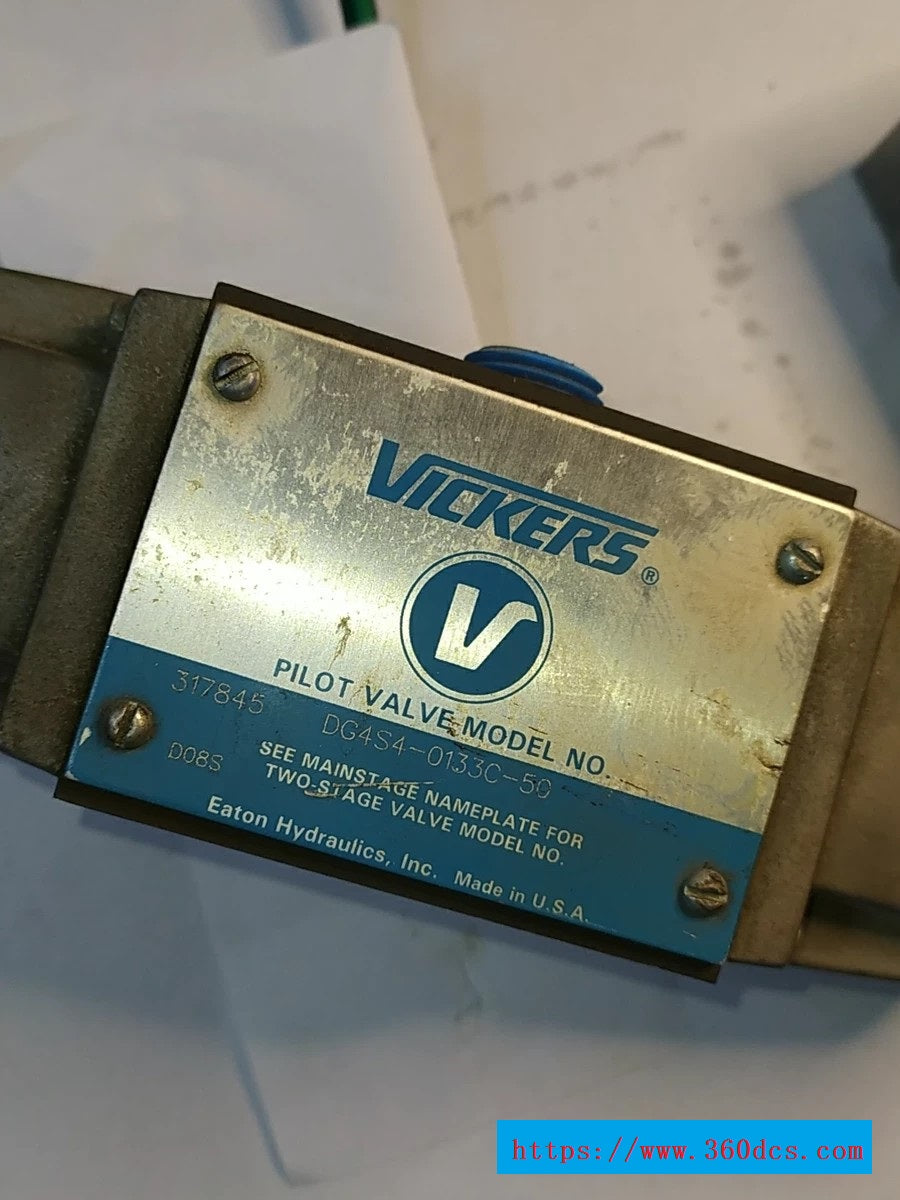 VICKERS®
V
PILOT VALVE MODEL NO.
317845 DG4S4-0133C-50
D08S
SEE MAINSTAGE NAMEPLATE FOR
TWO-STAGE VALVE MODEL NO.
Eaton Hydraulics, Inc. Made in U.S.A.
https://www.360dcs.com